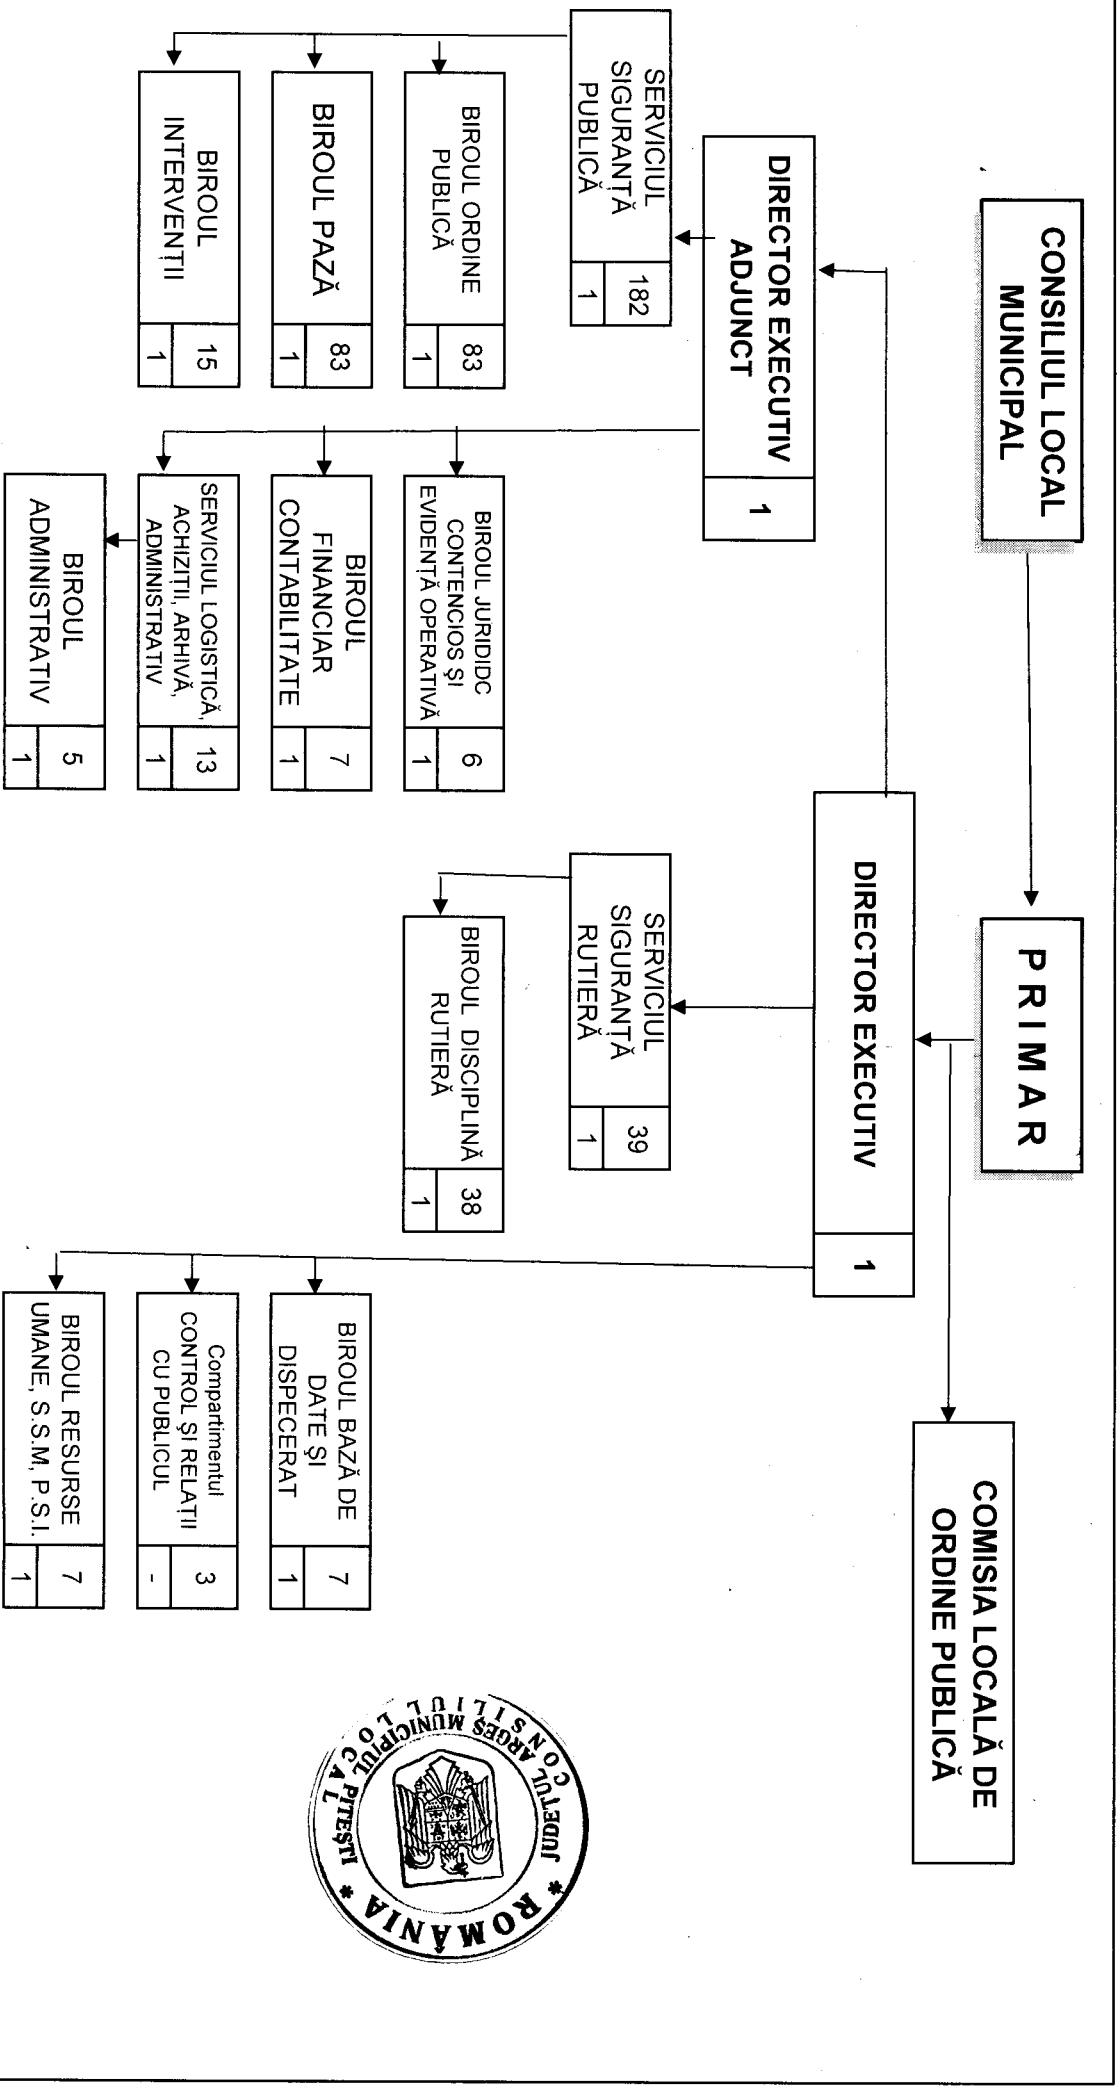 CONSILIUL LOCAL
MUNICIPAL
P R I M A R
COMISIA LOCALĂ DE
ORDINE PUBLICĂ
DIRECTOR EXECUTIV
1
DIRECTOR EXECUTIV
ADJUNCT
1
SERVICIUL
SIGURANȚĂ
PUBLICĂ
182
1
SERVICIUL
SIGURANȚĂ
RUTIERĂ
39
1
BIROUL ORDINE
PUBLICĂ
83
1
BIROUL JURIDIDC
CONTENCIOS ȘI
EVIDENȚĂ OPERATIVĂ
6
1
BIROUL DISCIPLINĂ
RUTIERĂ
38
1
BIROUL PAZĂ
83
1
BIROUL
FINANCIAR
CONTABILITATE
7
1
BIROUL BAZĂ DE
DATE ȘI
DISPECERAT
7
1
BIROUL
INTERVENȚII
15
1
SERVICIUL LOGISTICĂ,
ACHIZIȚII, ARHIVĂ,
ADMINISTRATIV
13
1
Compartimentul
CONTROL ȘI RELAȚII
CU PUBLICUL
3
-
BIROUL
ADMINISTRATIV
5
1
BIROUL RESURSE
UMANE, S.S.M, P.S.I.
7
1
* ROMÂNIA *
JUDEȚUL ARGEȘ MUNICIPIUL PITEȘTI
CONSILIUL LOCAL